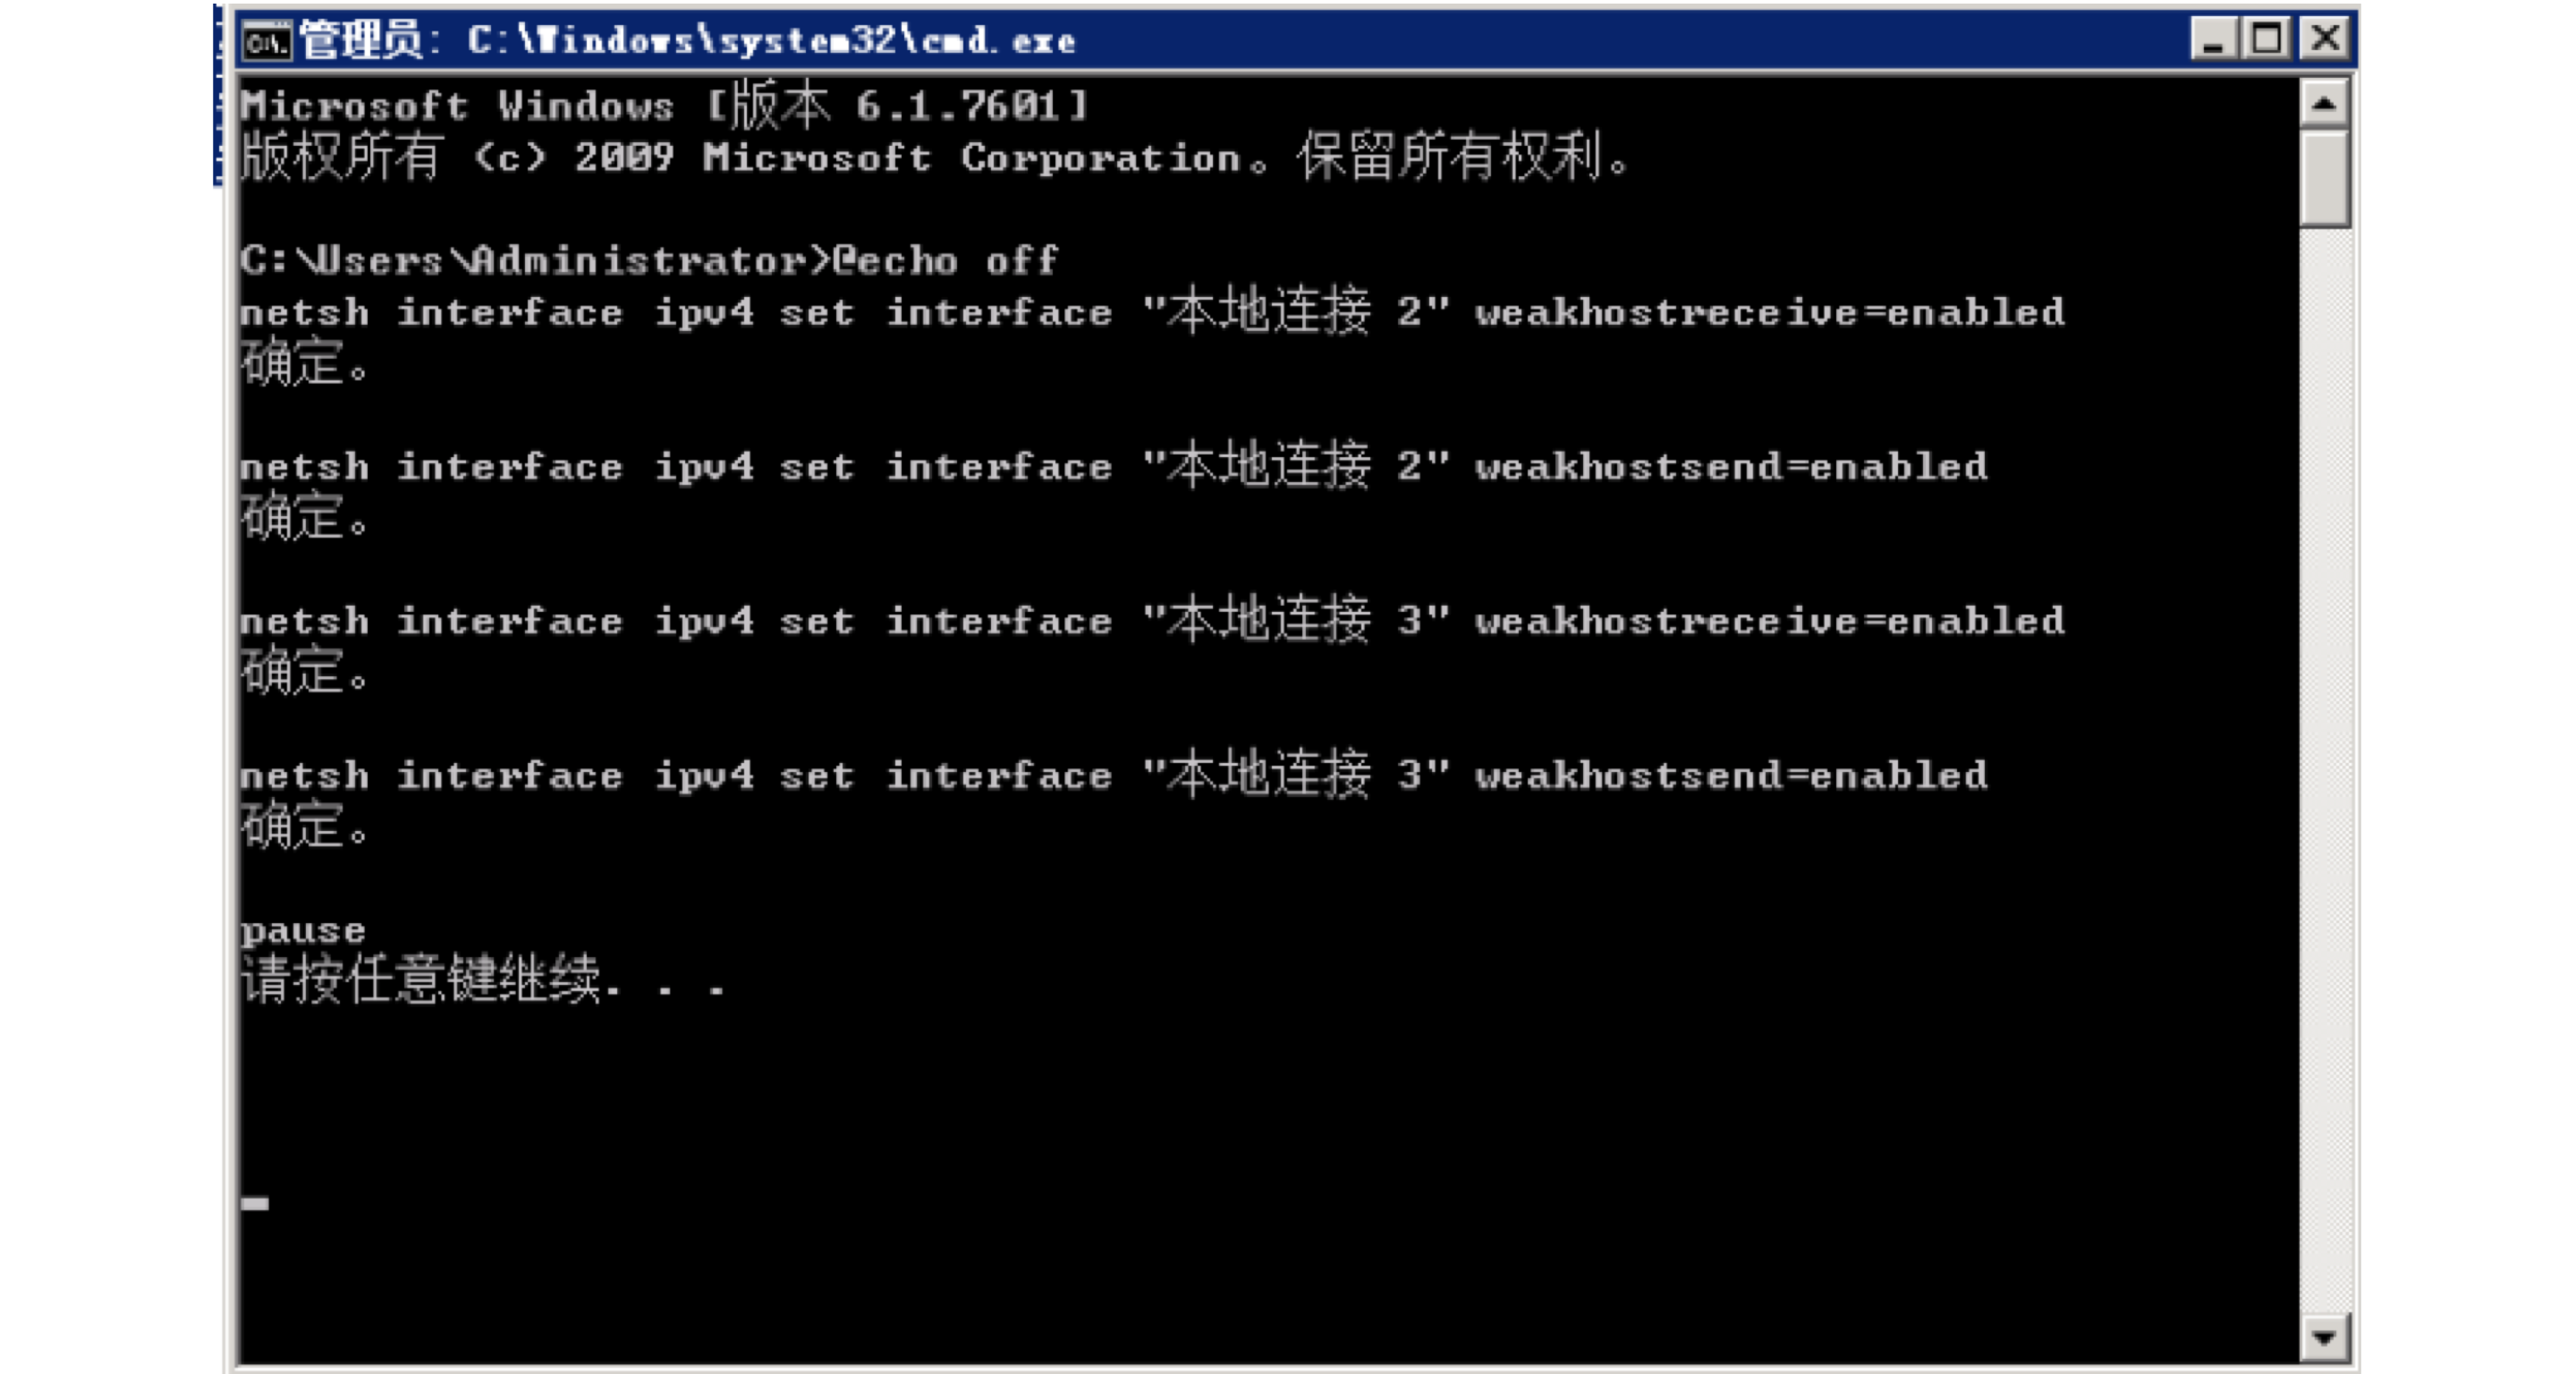 管理员: C:\Windows\system32\cmd.exe
Microsoft Windows [版本 6.1.7601]
版权所有 (c) 2009 Microsoft Corporation。保留所有权利。
C:\Users\Administrator>@echo off
netsh interface ipv4 set interface "本地连接 2" weakhostreceive=enabled
确定。
netsh interface ipv4 set interface "本地连接 2" weakhostsend=enabled
确定。
netsh interface ipv4 set interface "本地连接 3" weakhostreceive=enabled
确定。
netsh interface ipv4 set interface "本地连接 3" weakhostsend=enabled
确定。
pause
请按任意键继续. . .